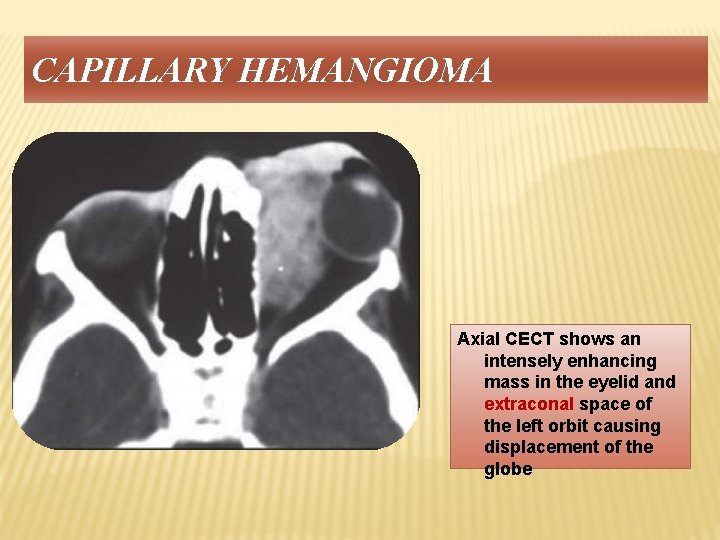 CAPILLARY HEMANGIOMA
Axial CECT shows an
intensely enhancing
mass in the eyelid and
extraconal space of
the left orbit causing
displacement of the
globe